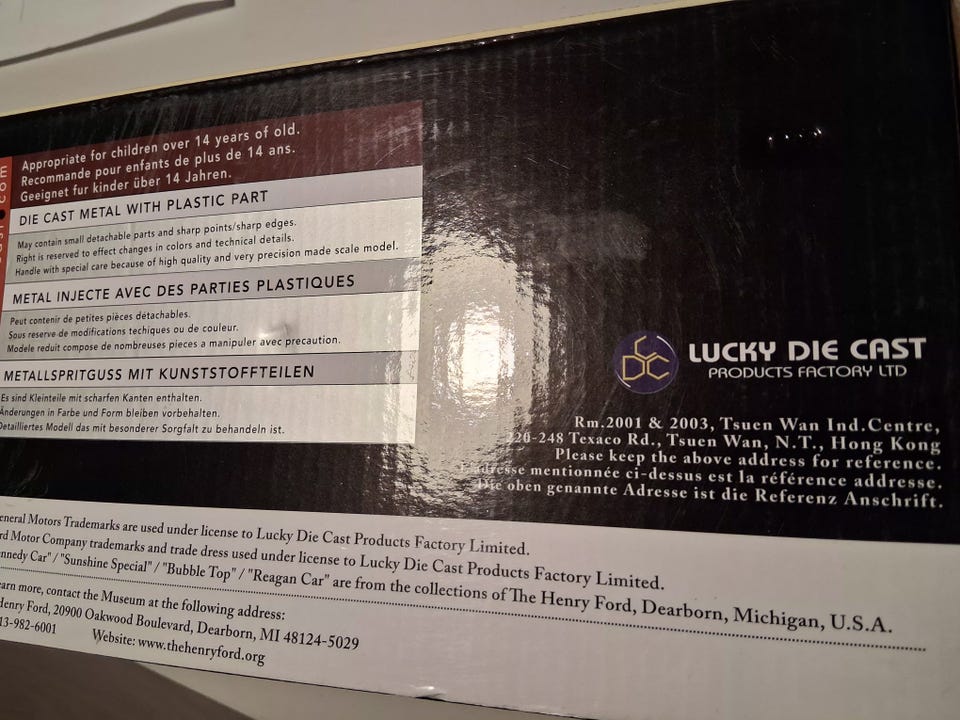 com
Appropriate for children over 14 years of old.
Recommande pour enfants de plus de 14 ans.
Geeignet fur kinder über 14 Jahren.
DIE CAST METAL WITH PLASTIC PART
May contain small detachable parts and sharp points/sharp edges.
Right is reserved to effect changes in colors and technical details.
Handle with special care because of high quality and very precision made scale model.
METAL INJECTE AVEC DES PARTIES PLASTIQUES
Peut contenir de petites pièces détachables.
Sous reserve de modifications techiques ou de couleur.
Modele reduit compose de nombreuses pieces a manipuler avec precaution.
METALLSPRITGUSS MIT KUNSTSTOFFTEILEN
Es sind Kleinteile mit scharfen Kanten enthalten.
Änderungen in Farbe und Form bleiben vorbehalten.
Detailliertes Modell das mit besonderer Sorgfalt zu behandeln ist.
LDCC
LUCKY DIE CAST
PRODUCTS FACTORY LTD
Rm.2001 & 2003, Tsuen Wan Ind.Centre,
220-248 Texaco Rd., Tsuen Wan, N.T., Hong Kong
Please keep the above address for reference.
L'adresse mentionnée ci-dessus est la référence addresse.
Die oben genannte Adresse ist die Referenz Anschrift.
eneral Motors Trademarks are used under license to Lucky Die Cast Products Factory Limited.
rd Motor Company trademarks and trade dress used under license to Lucky Die Cast Products Factory Limited.
nnedy Car" / "Sunshine Special" / "Bubble Top" / "Reagan Car" are from the collections of The Henry Ford, Dearborn, Michigan, U.S.A.
earn more, contact the Museum at the following address:
Henry Ford, 20900 Oakwood Boulevard, Dearborn, MI 48124-5029
13-982-6001 Website: www.thehenryford.org